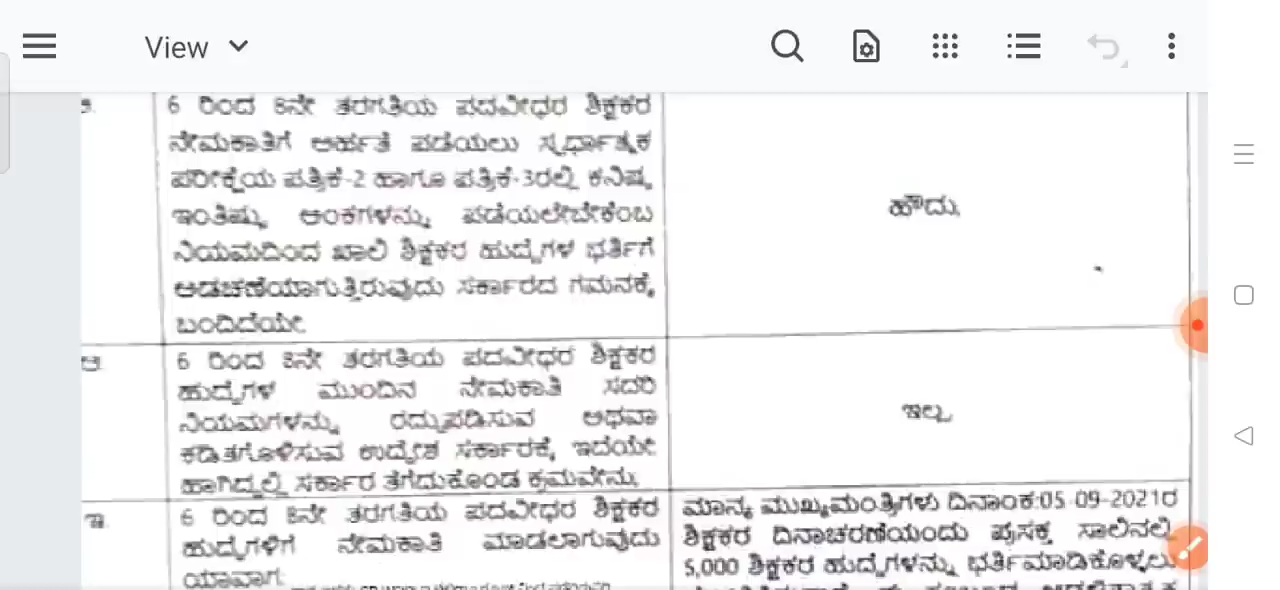 View
ಅ.
6 ರಿಂದ 8ನೇ ತರಗತಿಯ ಪದವೀಧರ ಶಿಕ್ಷಕರ
ನೇಮಕಾತಿಗೆ ಅರ್ಹತೆ ಪಡೆಯಲು ಸ್ಪರ್ಧಾತ್ಮಕ
ಪರೀಕ್ಷೆಯ ಪತ್ರಿಕೆ-2 ಹಾಗೂ ಪತ್ರಿಕೆ-3ರಲ್ಲಿ ಕನಿಷ್ಠ
ಇಂತಿಷ್ಟು ಅಂಕಗಳನ್ನು ಪಡೆಯಲೇಬೇಕೆಂಬ
ನಿಯಮದಿಂದ ಖಾಲಿ ಶಿಕ್ಷಕರ ಹುದ್ದೆಗಳ ಭರ್ತಿಗೆ
ಅಡಚಣೆಯಾಗುತ್ತಿರುವುದು ಸರ್ಕಾರದ ಗಮನಕ್ಕೆ
ಬಂದಿದೆಯೇ
ಹೌದು
ಆ.
6 ರಿಂದ 8ನೇ ತರಗತಿಯ ಪದವೀಧರ ಶಿಕ್ಷಕರ
ಹುದ್ದೆಗಳ ಮುಂದಿನ ನೇಮಕಾತಿ ಸದರಿ
ನಿಯಮಗಳನ್ನು ರದ್ದುಪಡಿಸುವ ಅಥವಾ
ಕಡಿತಗೊಳಿಸುವ ಉದ್ದೇಶ ಸರ್ಕಾರಕ್ಕೆ ಇದೆಯೇ
ಹಾಗಿದ್ದಲ್ಲಿ ಸರ್ಕಾರ ತೆಗೆದುಕೊಂಡ ಕ್ರಮವೇನು
ಇಲ್ಲ
ಇ.
6 ರಿಂದ 8ನೇ ತರಗತಿಯ ಪದವೀಧರ ಶಿಕ್ಷಕರ
ಹುದ್ದೆಗಳಿಗೆ ನೇಮಕಾತಿ ಮಾಡಲಾಗುವುದು
ಯಾವಾಗ
ಮಾನ್ಯ ಮುಖ್ಯಮಂತ್ರಿಗಳು ದಿನಾಂಕ:05-09-2021ರ
ಶಿಕ್ಷಕರ ದಿನಾಚರಣೆಯಂದು ಪ್ರಸಕ್ತ ಸಾಲಿನಲ್ಲಿ
5,000 ಶಿಕ್ಷಕರ ಹುದ್ದೆಗಳನ್ನು ಭರ್ತಿಮಾಡಿಕೊಳ್ಳಲು